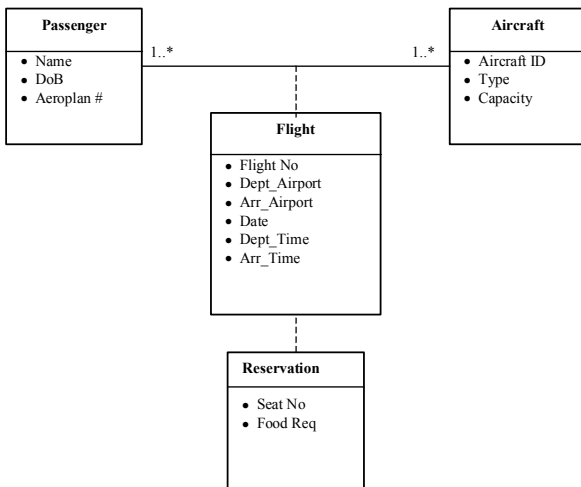 Passenger
• Name
• DoB
• Aeroplan #
1..*
1..*
Aircraft
• Aircraft ID
• Type
• Capacity
Flight
• Flight No
• Dept_Airport
• Arr_Airport
• Date
• Dept_Time
• Arr_Time
Reservation
• Seat No
• Food Req